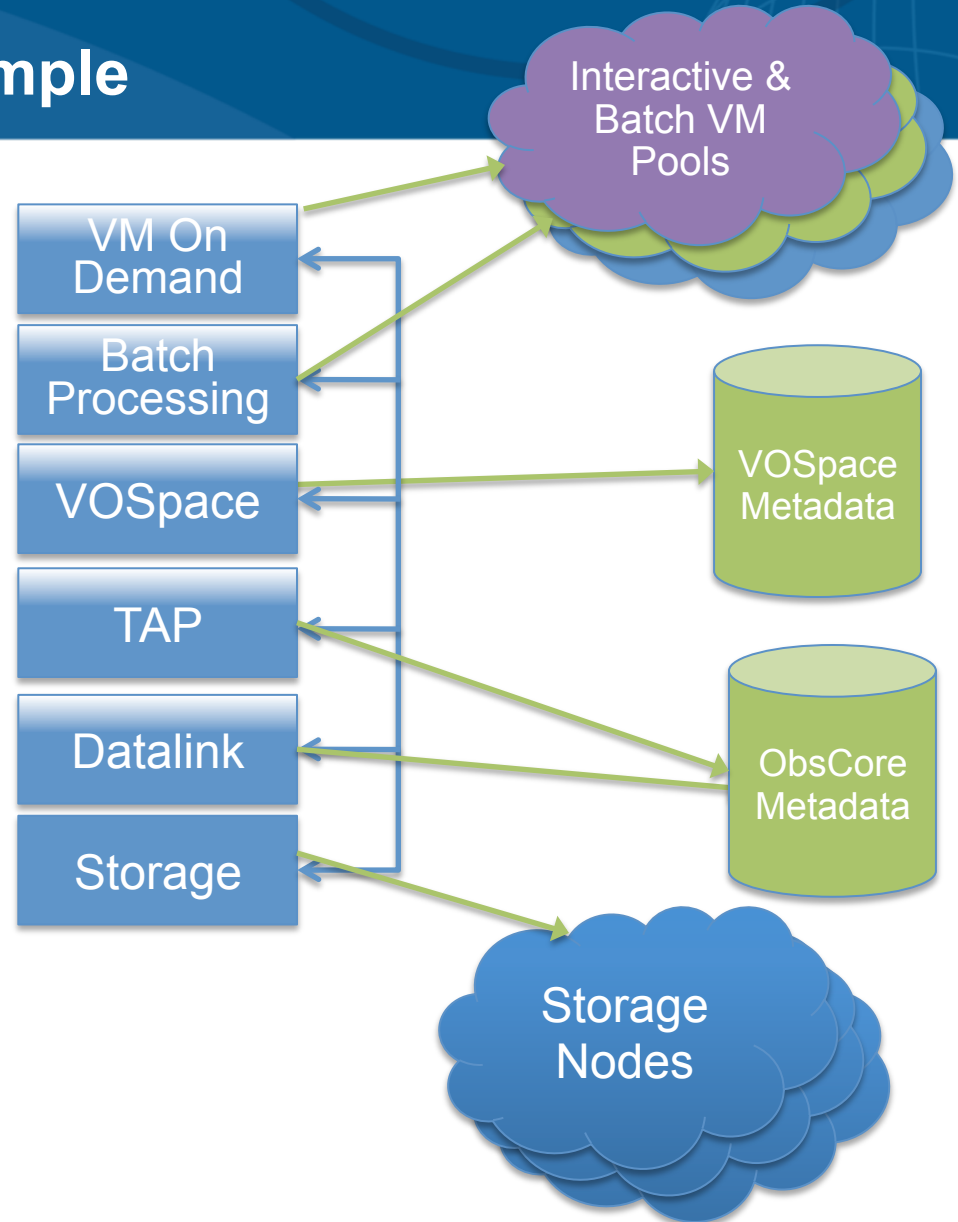 mple
Interactive &
Batch VM
Pools
VM On
Demand
Batch
Processing
VOSpace
TAP
Datalink
Storage
VOSpace
Metadata
ObsCore
Metadata
Storage
Nodes